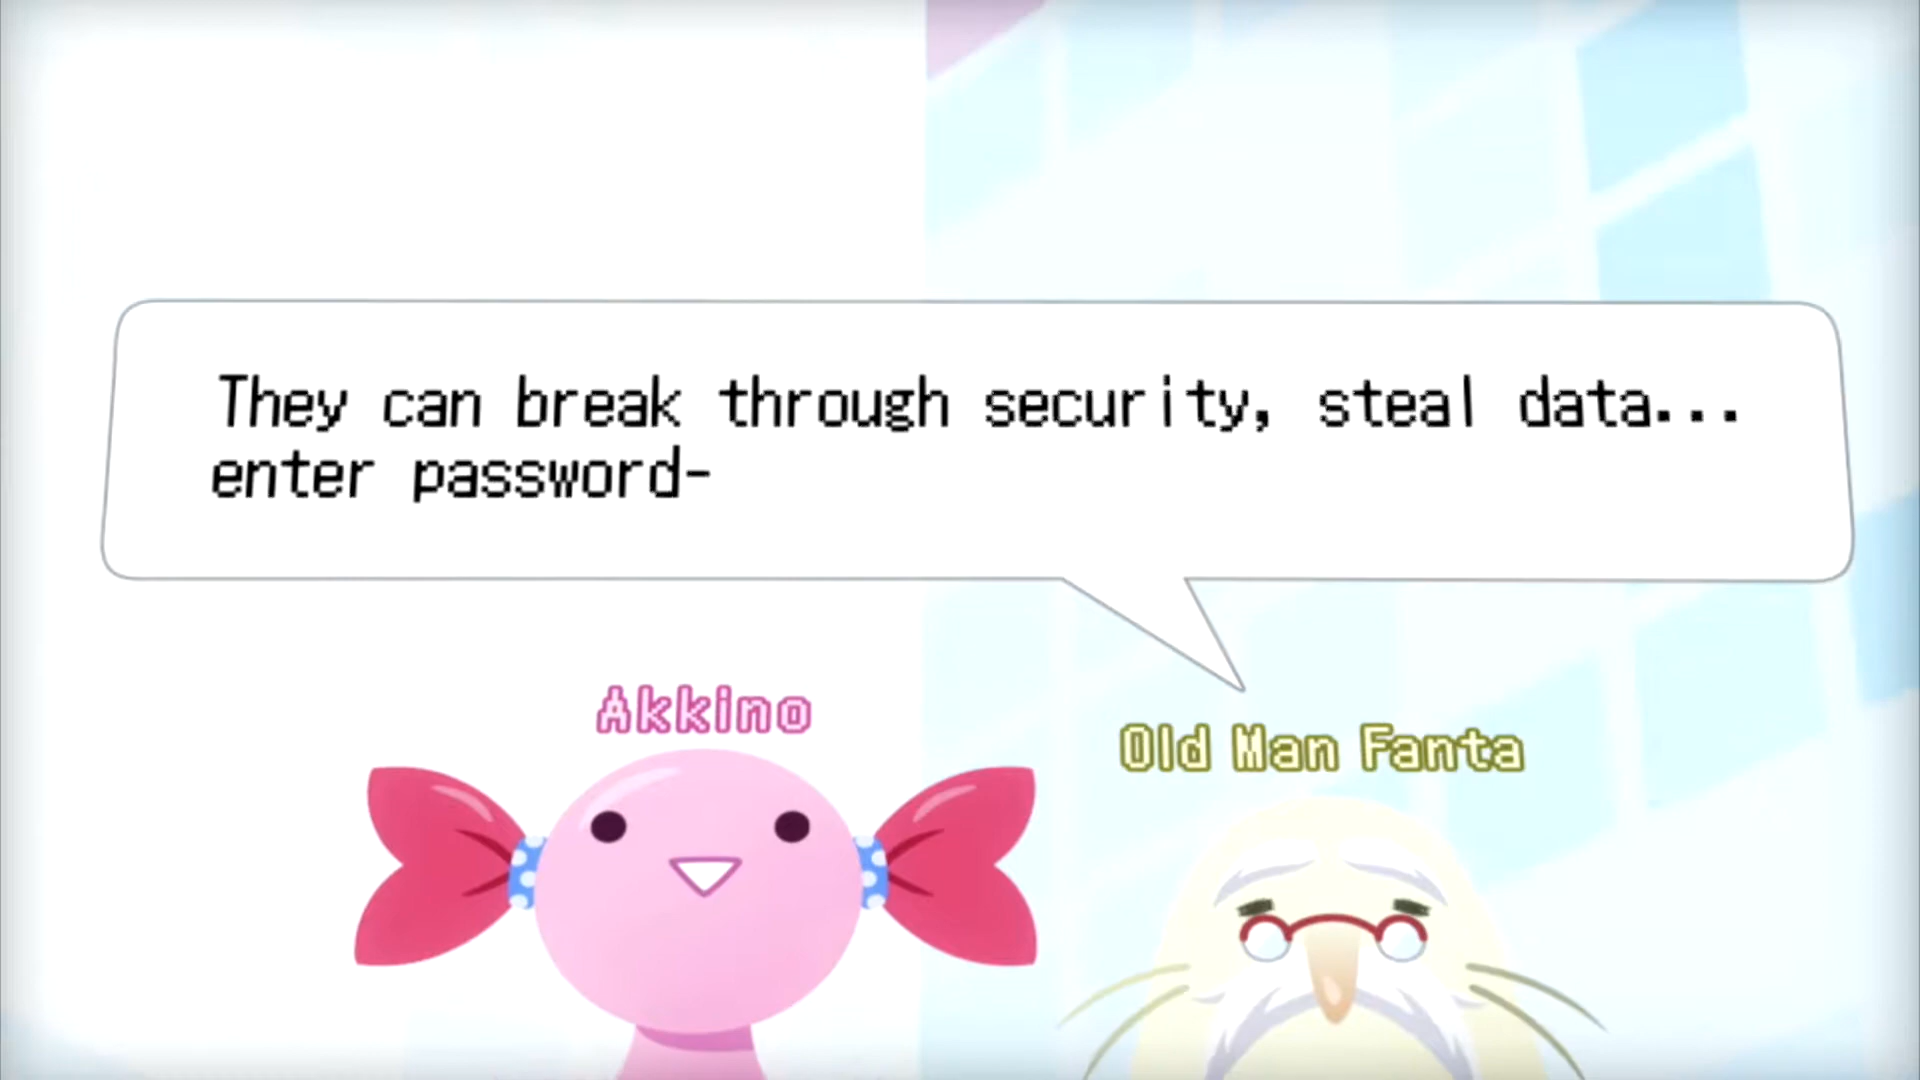 They can break through security, steal data...
enter password-
Akkino
Old Man Fanta